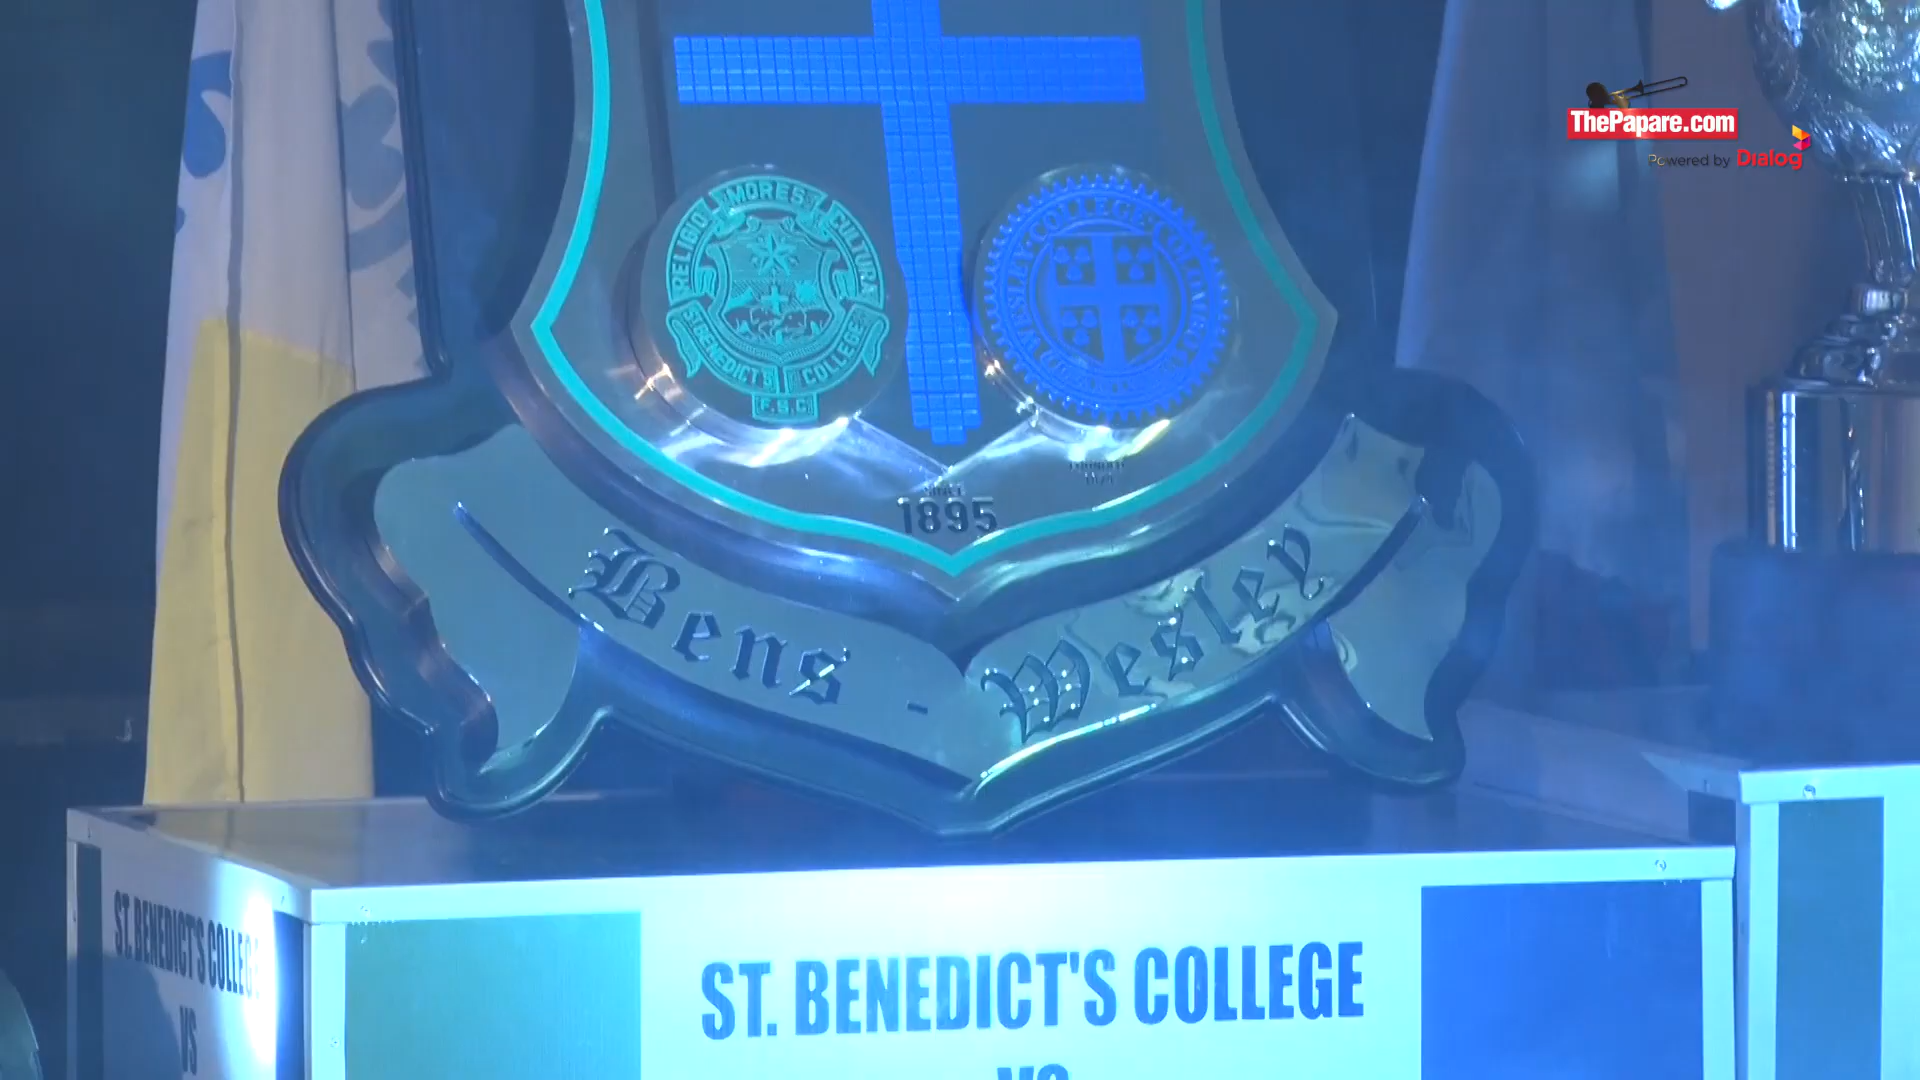 ThePapare.com
Powered by Dialog
RELIGIO MORES CULTURA
ST. BENEDICT'S COLLEGE
F.S.C
WESLEY COLLEGE COLOMBO
SINCE
1895
Bens - Wesley
ST. BENEDICT'S COLLEGE
VS
ST. BENEDICT'S COLLEGE
VS